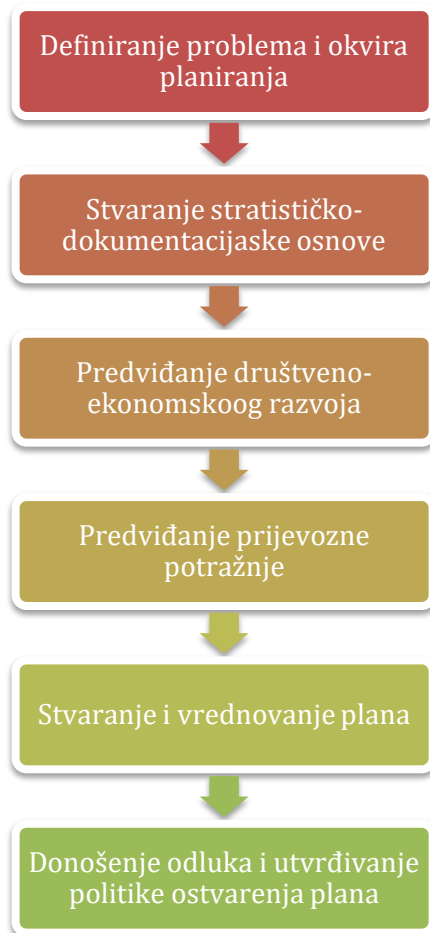 Definiranje problema i okvira
planiranja
Stvaranje stratističko-
dokumentacijaske osnove
Predviđanje društveno-
ekonomskoog razvoja
Predviđanje prijevozne
potražnje
Stvaranje i vrednovanje plana
Donošenje odluka i utvrđivanje
politike ostvarenja plana